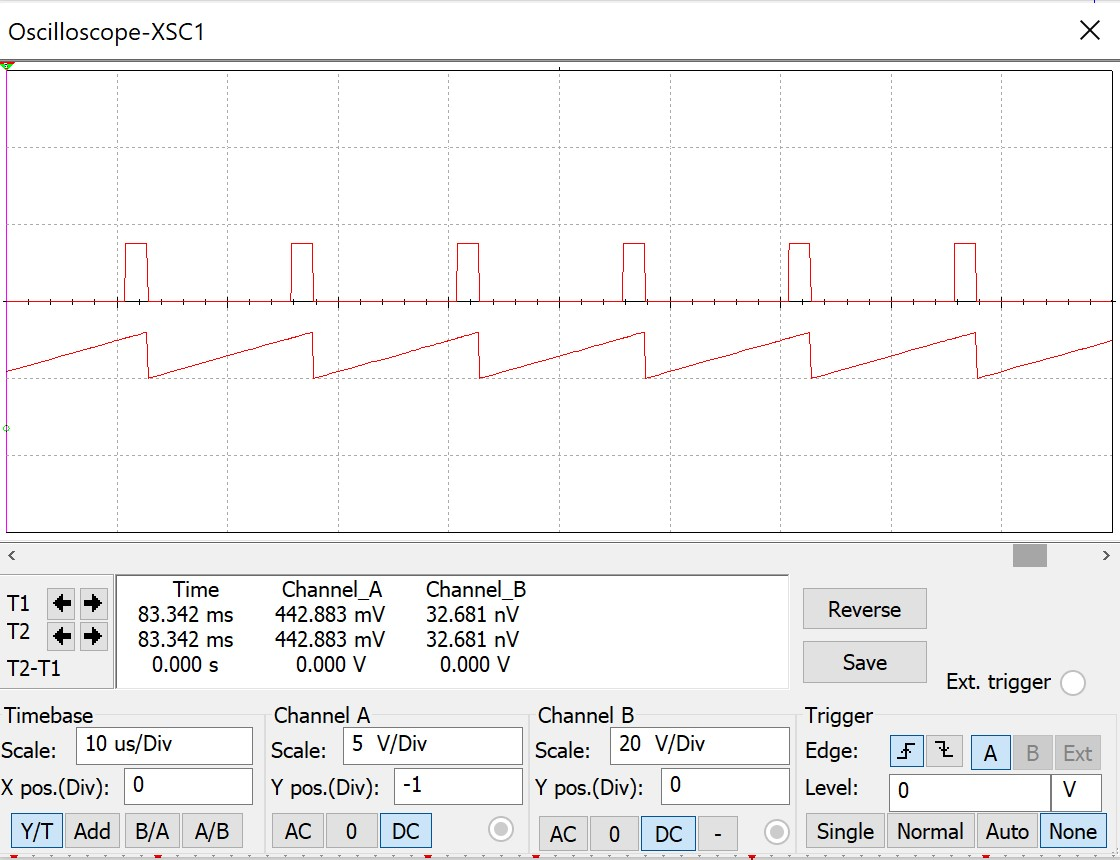 Oscilloscope-XSC1
Time Channel_A Channel_B
T1 83.342 ms 442.883 mV 32.681 nV
T2 83.342 ms 442.883 mV 32.681 nV
T2-T1 0.000 s 0.000 V 0.000 V
Reverse
Save
Ext. trigger
Timebase Channel A Channel B Trigger
Scale: 10 us/Div Scale: 5 V/Div Scale: 20 V/Div Edge: A B Ext
X pos.(Div): 0 Y pos.(Div): -1 Y pos.(Div): 0 Level: 0 V
Y/T Add B/A A/B AC 0 DC AC 0 DC - Single Normal Auto None